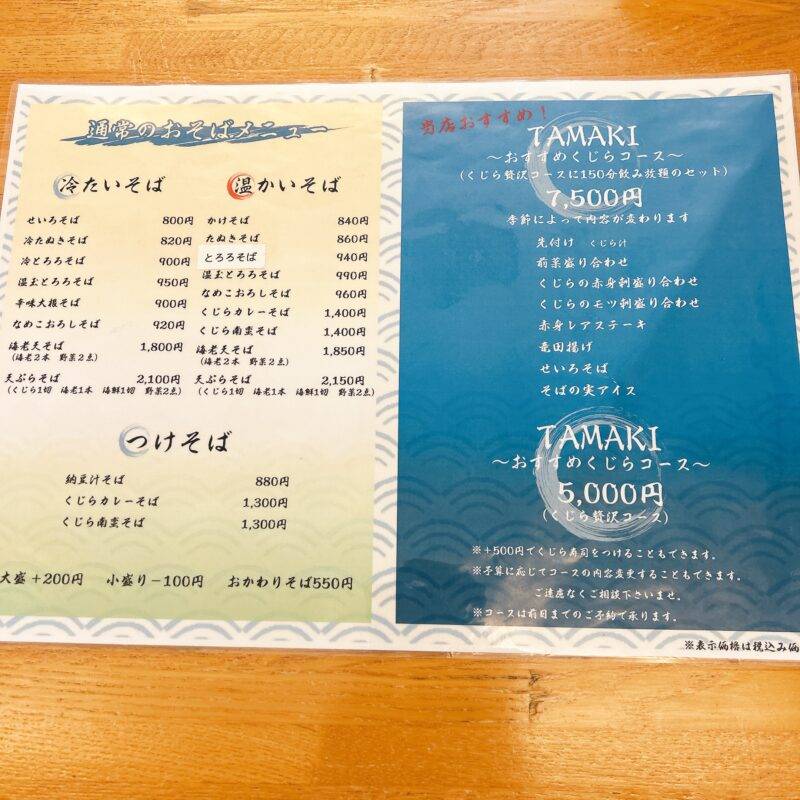 通常のおそばメニュー
冷たいそば
せいろそば 800円
冷たぬきそば 820円
冷とろろそば 900円
温玉とろろそば 950円
辛味大根そば 900円
なめこおろしそば 920円
海老天そば 1,800円
(海老2本 野菜2点)
天ぷらそば 2,100円
(くじら1切 海老1本 海鮮1切 野菜2点)
温かいそば
かけそば 840円
たぬきそば 860円
とろろそば 940円
温玉とろろそば 990円
なめこおろしそば 960円
くじらカレーそば 1,400円
くじら南蛮そば 1,400円
海老天そば 1,850円
(海老2本 野菜2点)
天ぷらそば 2,150円
(くじら1切 海老1本 海鮮1切 野菜2点)
つけそば
納豆汁そば 880円
くじらカレーそば 1,300円
くじら南蛮そば 1,300円
大盛+200円 小盛り-100円 おかわりそば550円
当店おすすめ!
TAMAKI
〜おすすめくじらコース〜
(くじら贅沢コースに150分飲み放題のセット)
7,500円
季節によって内容が変わります
先付け くじら汁
前菜盛り合わせ
くじらの赤身刺盛り合わせ
くじらのモツ刺盛り合わせ
赤身レアステーキ
竜田揚げ
せいろそば
そばの実アイス
TAMAKI
〜おすすめくじらコース〜
5,000円
(くじら贅沢コース)
※+500円でくじら寿司をつけることもできます。
※予算に応じてコースの内容変更することもできます。
ご遠慮なくご相談下さいませ。
※コースは前日までのご予約で承ります。
※表示価格は税込み価